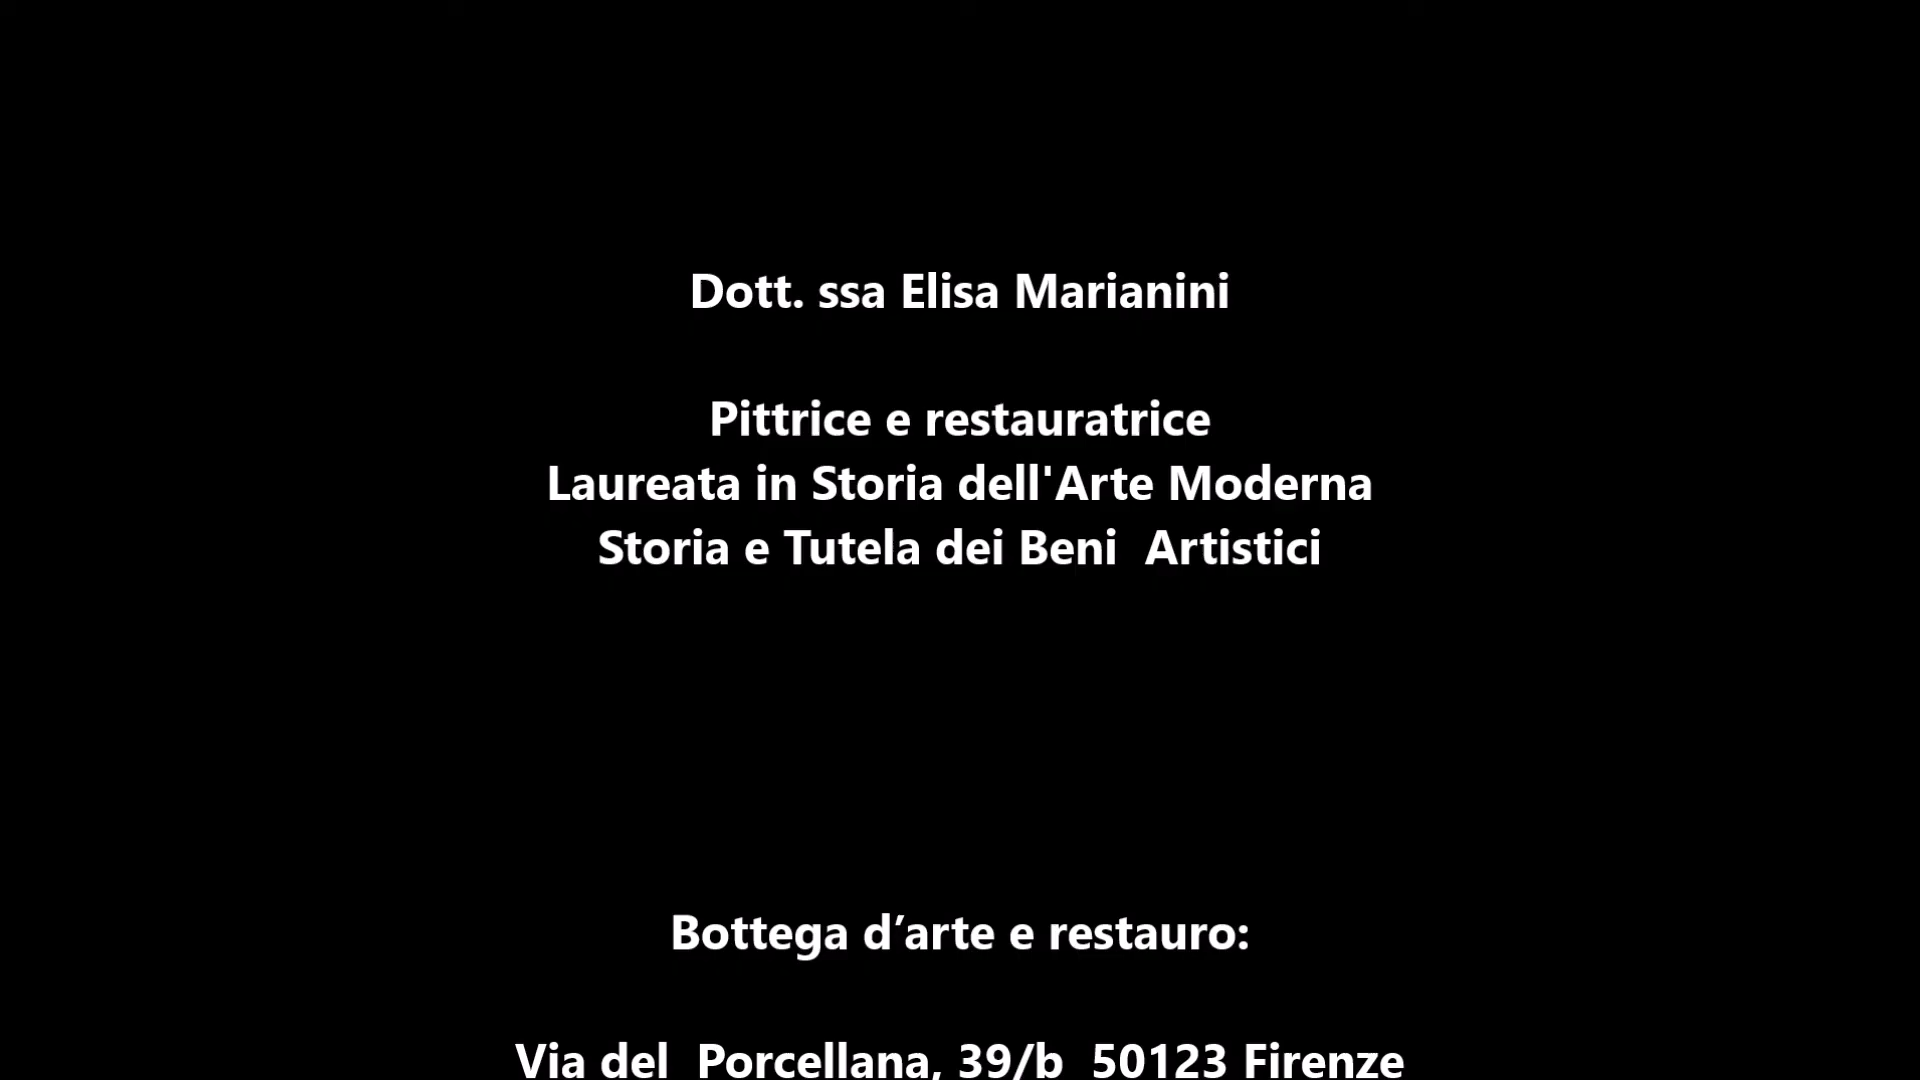 Dott. ssa Elisa Marianini
Pittrice e restauratrice
Laureata in Storia dell'Arte Moderna
Storia e Tutela dei Beni  Artistici
Bottega d’arte e restauro:
Via del  Porcellana, 39/b  50123 Firenze